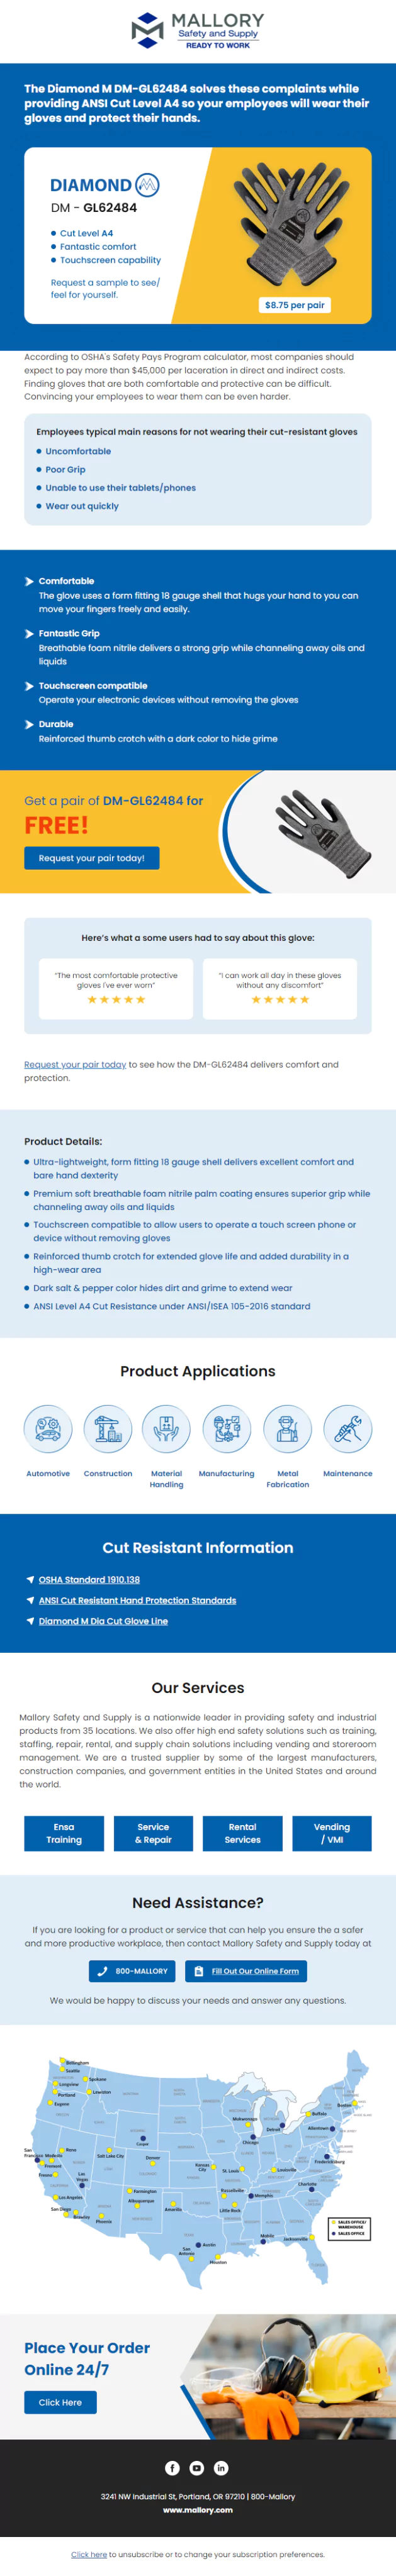 MALLORY
Safety and Supply
READY TO WORK
The Diamond M DM-GL62484 solves these complaints while
providing ANSI Cut Level A4 so your employees will wear their
gloves and protect their hands.
DIAMOND
DM - GL62484
Cut Level A4
Fantastic comfort
Touchscreen capability
Request a sample to see/
feel for yourself.
$8.75 per pair
According to OSHA's Safety Pays Program calculator, most companies should
expect to pay more than $45,000 per laceration in direct and indirect costs.
Finding gloves that are both comfortable and protective can be difficult.
Convincing your employees to wear them can be even harder.
Employees typical main reasons for not wearing their cut-resistant gloves
Uncomfortable
Poor Grip
Unable to use their tablets/phones
Wear out quickly
Comfortable
The glove uses a form fitting 18 gauge shell that hugs your hand to you can
move your fingers freely and easily.
Fantastic Grip
Breathable foam nitrile delivers a strong grip while channeling away oils and
liquids
Touchscreen compatible
Operate your electronic devices without removing the gloves
Durable
Reinforced thumb crotch with a dark color to hide grime
Get a pair of DM-GL62484 for
FREE!
Request your pair today!
Here's what a some users had to say about this glove:
"The most comfortable protective
gloves I've ever worn"
"I can work all day in these gloves
without any discomfort"
Request your pair today to see how the DM-GL62484 delivers comfort and
protection.
Product Details:
Ultra-lightweight, form fitting 18 gauge shell delivers excellent comfort and
bare hand dexterity
Premium soft breathable foam nitrile palm coating ensures superior grip while
channeling away oils and liquids
Touchscreen compatible to allow users to operate a touch screen phone or
device without removing gloves
Reinforced thumb crotch for extended glove life and added durability in a
high-wear area
Dark salt & pepper color hides dirt and grime to extend wear
ANSI Level A4 Cut Resistance under ANSI/ISEA 105-2016 standard
Product Applications
Automotive
Construction
Material
Handling
Manufacturing
Metal
Fabrication
Maintenance
Cut Resistant Information
OSHA Standard 1910.138
ANSI Cut Resistant Hand Protection Standards
Diamond M Dia Cut Glove Line
Our Services
Mallory Safety and Supply is a nationwide leader in providing safety and industrial
products from 35 locations. We also offer high end safety solutions such as training,
staffing, repair, rental, and supply chain solutions including vending and storeroom
management. We are a trusted supplier by some of the largest manufacturers,
construction companies, and government entities in the United States and around
the world.
Ensa
Training
Service
& Repair
Rental
Services
Vending
/ VMI
Need Assistance?
If you are looking for a product or service that can help you ensure the a safer
and more productive workplace, then contact Mallory Safety and Supply today at
800-MALLORY
Fill Out Our Online Form
We would be happy to discuss your needs and answer any questions.
Bellingham
Seattle
Spokane
Longview
Portland
Lewiston
Eugene
Boston
Buffalo
Mukwonago
Detroit
Allentown
Chicago
Casper
Reno
San
Francisco
Modesto
Salt Lake City
Denver
Fredericksburg
Fremont
Fresno
Las
Vegas
Kansas
City
St. Louis
Louisville
Farmington
Russellville
Charlotte
Los Angeles
Albuquerque
Memphis
San Diego
Amarillo
Little Rock
Phoenix
Mobile
Jacksonville
Austin
San
Antonio
Houston
SALES OFFICE/
WAREHOUSE
SALES OFFICE
Place Your Order
Online 24/7
Click Here
3241 NW Industrial St, Portland, OR 97210 | 800-Mallory
www.mallory.com
Click here to unsubscribe or to change your subscription preferences.